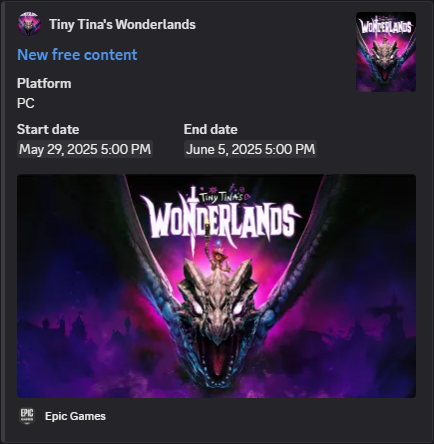 Tiny Tina's Wonderlands
WONDERLANDS
New free content
Platform
PC
Start date
End date
May 29, 2025 5:00 PM
June 5, 2025 5:00 PM
TINY TINA'S
WONDERLANDS
EPIC
GAMES
Epic Games